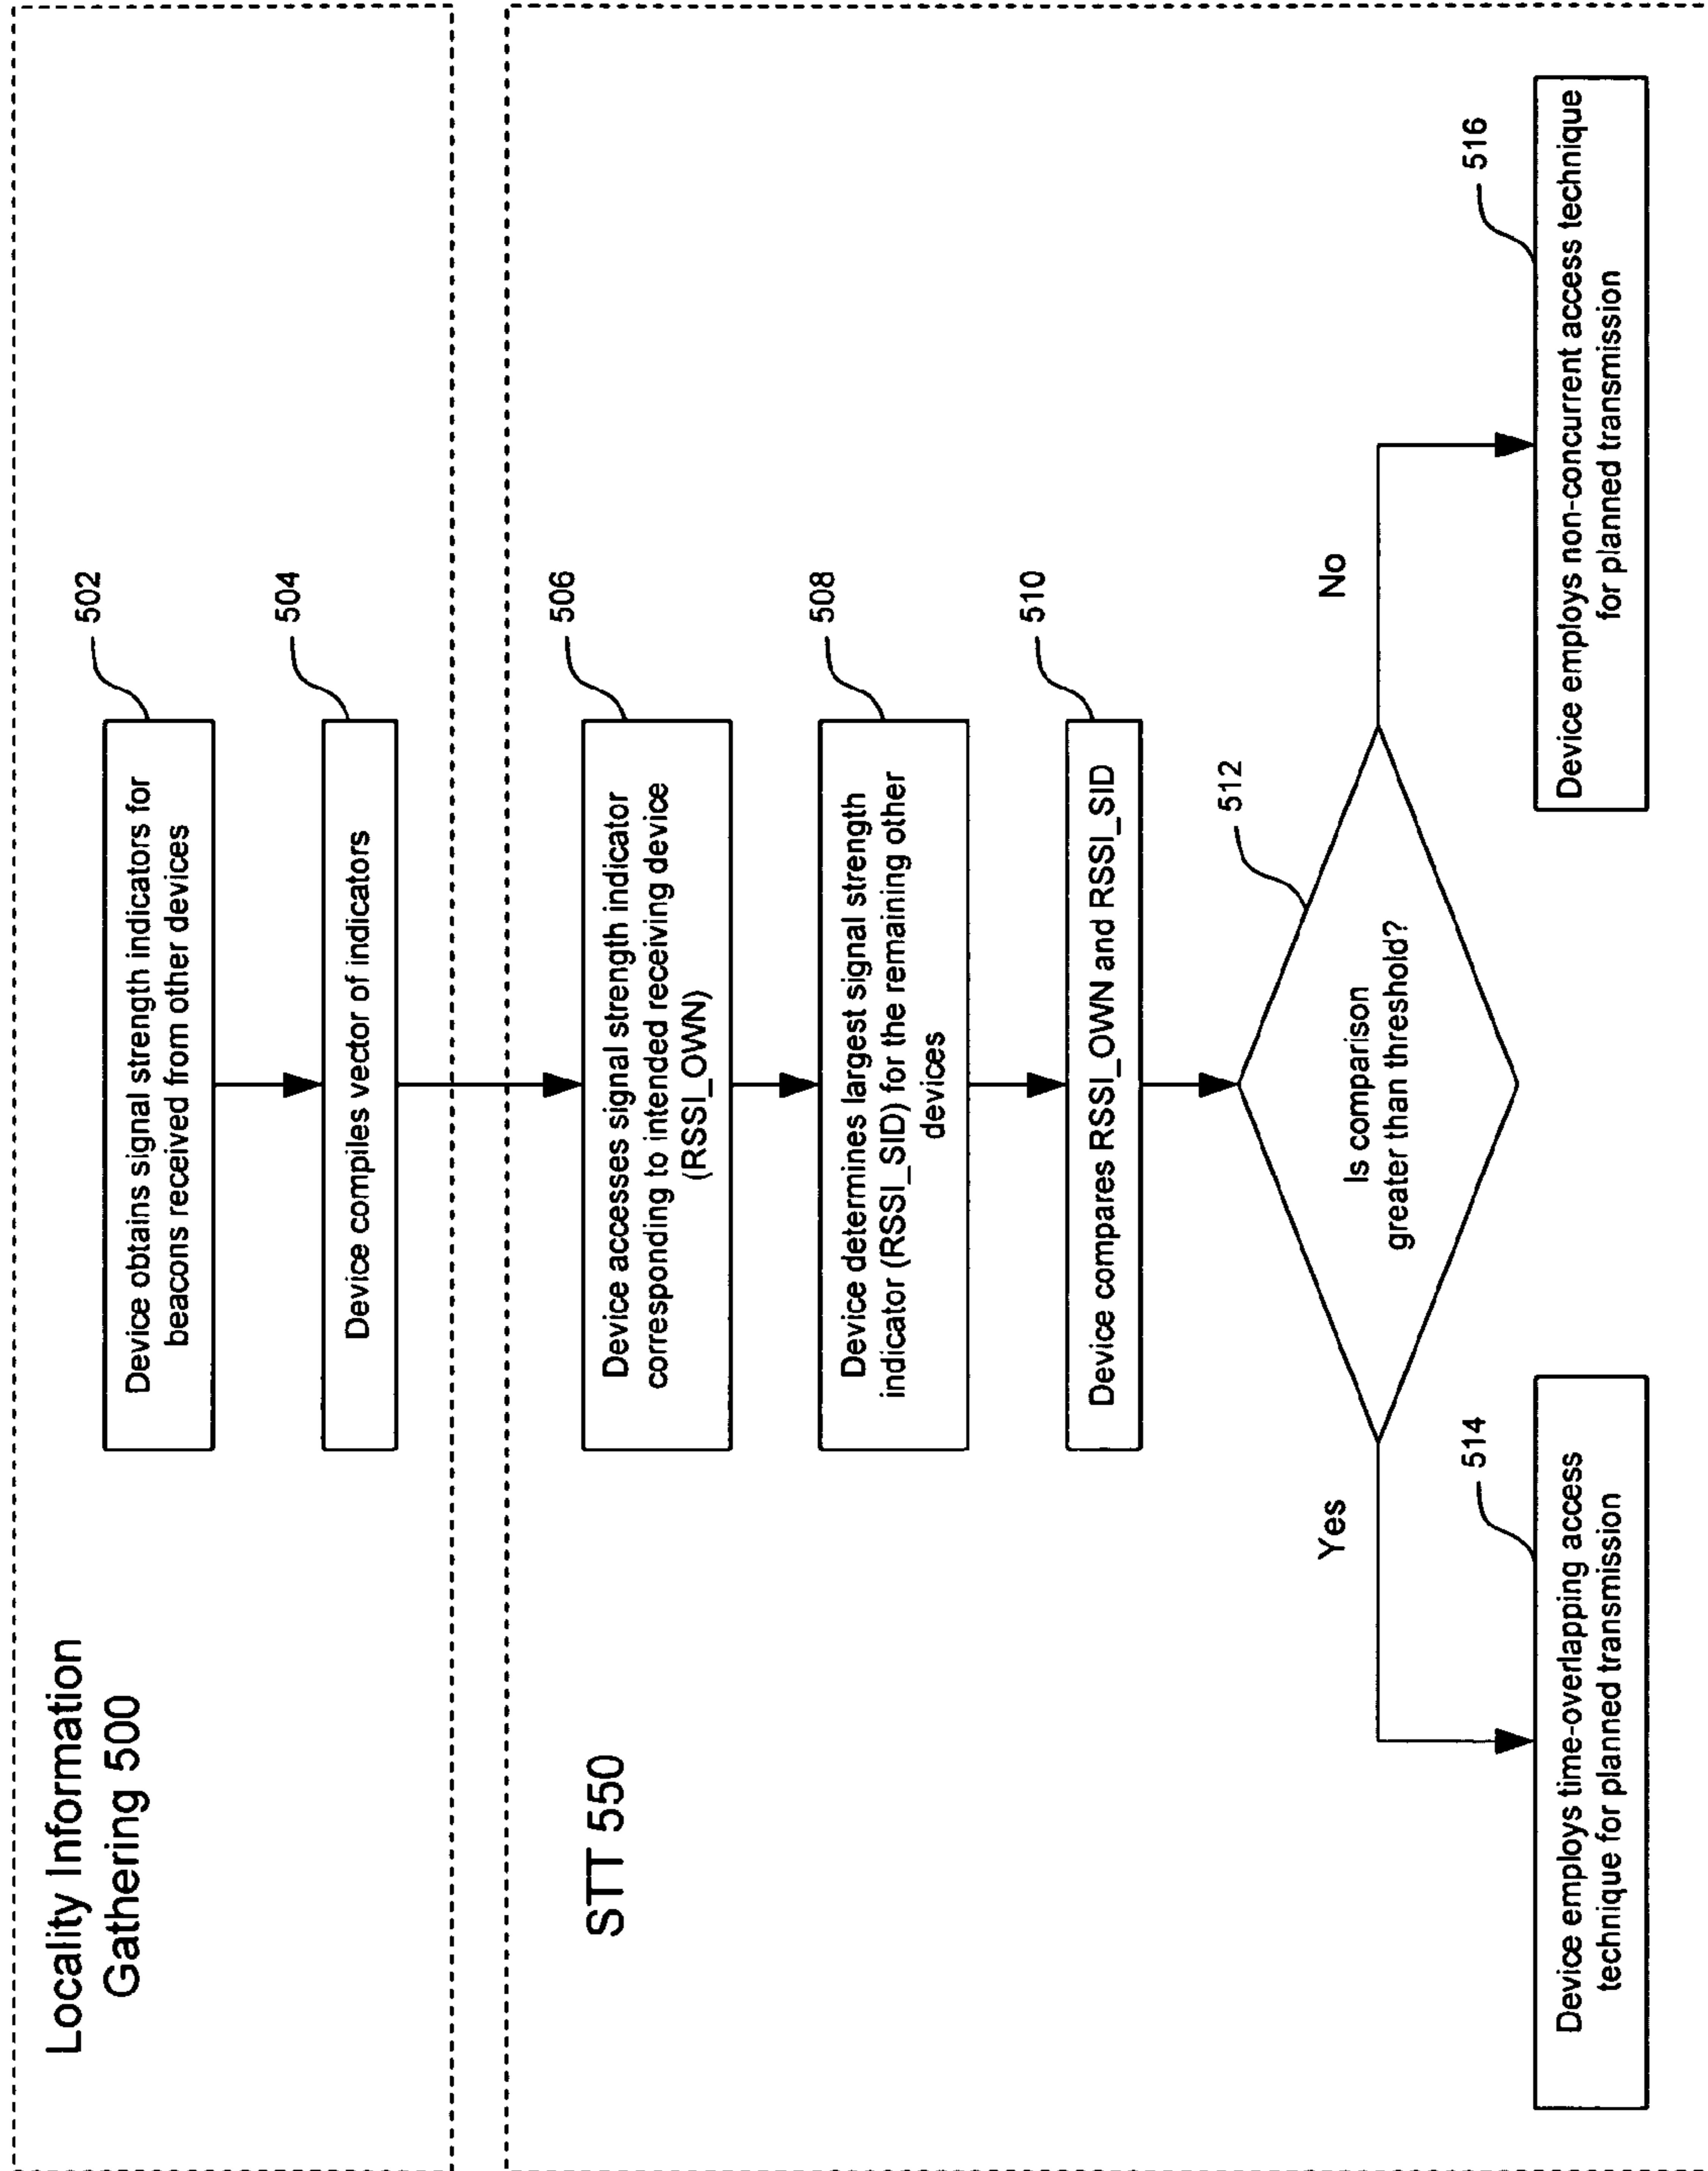 Locality Information
Gathering 500
502
Device obtains signal strength indicators for
beacons received from other devices
504
Device compiles vector of indicators
STT 550
506
Device accesses signal strength indicator
corresponding to intended receiving device
(RSSI_OWN)
508
Device determines largest signal strength
indicator (RSSI_SID) for the remaining other
devices
510
Device compares RSSI_OWN and RSSI_SID
512
Is comparison
greater than threshold?
Yes
No
514
Device employs time-overlapping access
technique for planned transmission
516
Device employs non-concurrent access technique
for planned transmission